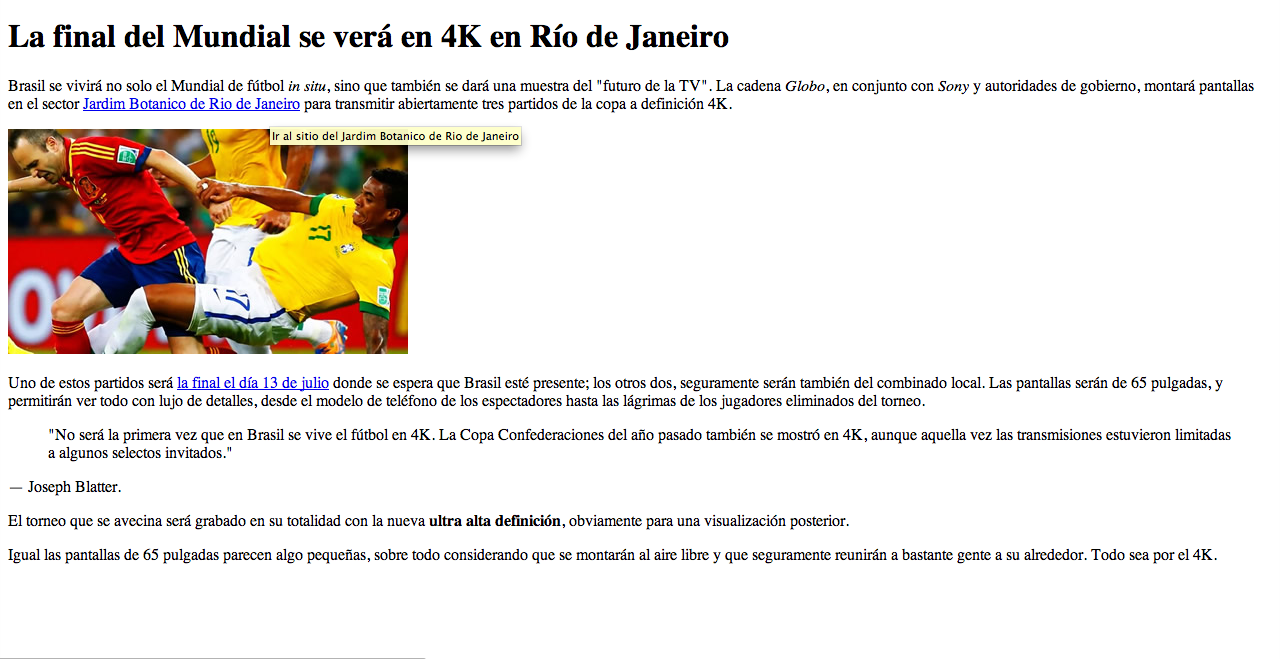 La final del Mundial se verá en 4K en Río de Janeiro
Brasil se vivirá no solo el Mundial de fútbol in situ, sino que también se dará una muestra del "futuro de la TV". La cadena Globo, en conjunto con Sony y autoridades de gobierno, montará pantallas
en el sector Jardim Botanico de Rio de Janeiro para transmitir abiertamente tres partidos de la copa a definición 4K.
Ir al sitio del Jardim Botanico de Rio de Janeiro
11
17
Uno de estos partidos será la final el día 13 de julio donde se espera que Brasil esté presente; los otros dos, seguramente serán también del combinado local. Las pantallas serán de 65 pulgadas, y
permitirán ver todo con lujo de detalles, desde el modelo de teléfono de los espectadores hasta las lágrimas de los jugadores eliminados del torneo.
"No será la primera vez que en Brasil se vive el fútbol en 4K. La Copa Confederaciones del año pasado también se mostró en 4K, aunque aquella vez las transmisiones estuvieron limitadas
a algunos selectos invitados."
— Joseph Blatter.
El torneo que se avecina será grabado en su totalidad con la nueva ultra alta definición, obviamente para una visualización posterior.
Igual las pantallas de 65 pulgadas parecen algo pequeñas, sobre todo considerando que se montarán al aire libre y que seguramente reunirán a bastante gente a su alrededor. Todo sea por el 4K.